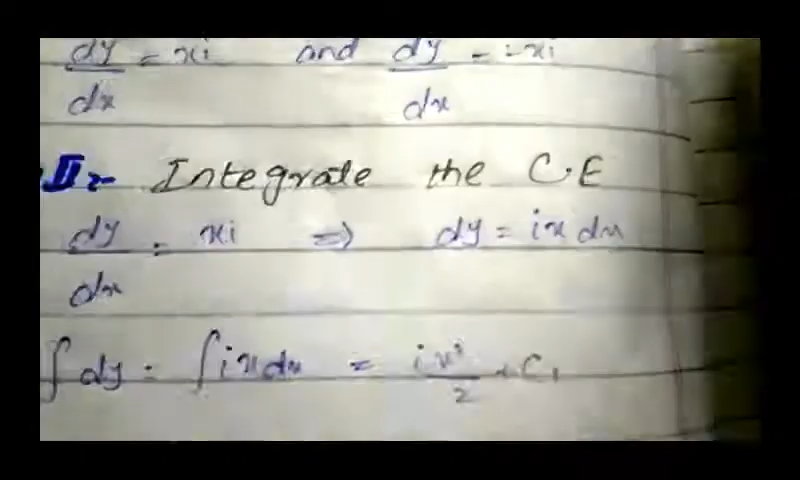 dy/dx = xi and dy/dx = -xi
II :- Integrate the C.E
dy/dx = xi ⇒ dy = ix dx
∫ dy = ∫ ix dx = ix²/2 + C₁